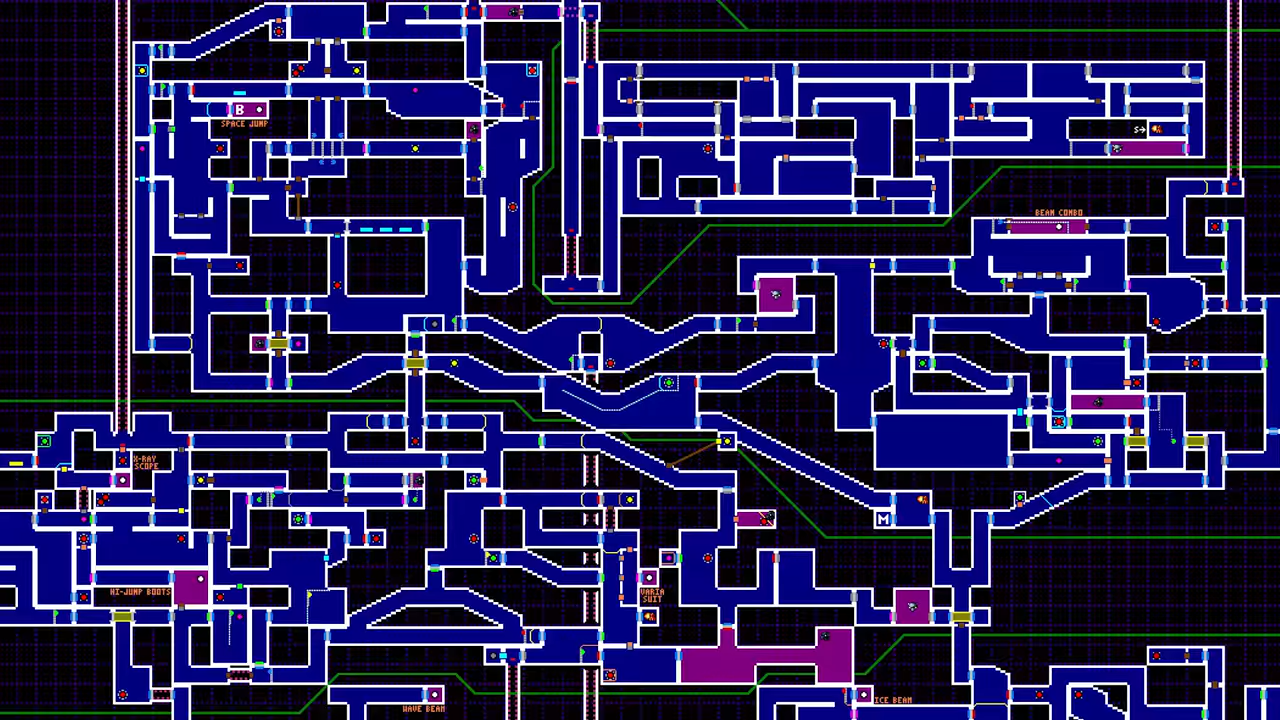 B
SPACE JUMP
S→
BEAM COMBO
X-RAY
SCOPE
M
HI-JUMP BOOTS
VARIA
SUIT
WAVE BEAM
ICE BEAM